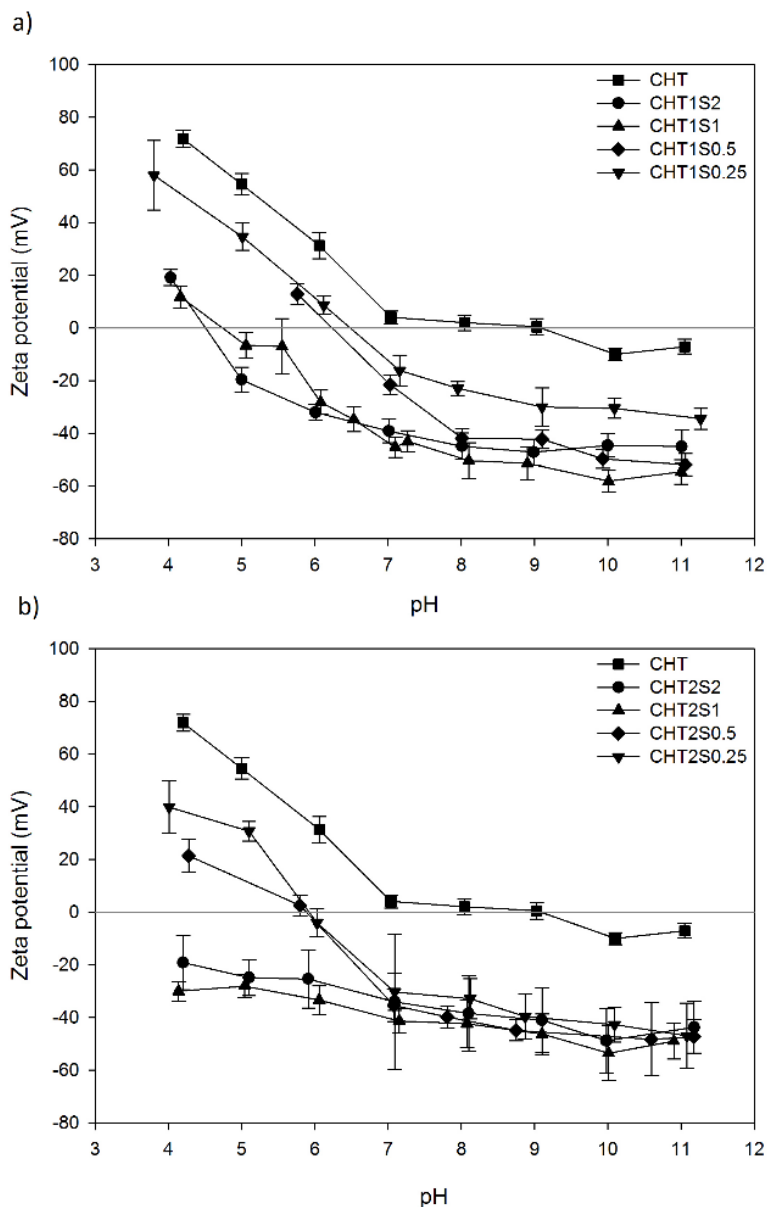 a)
100
80
60
40
20
0
-20
-40
-60
-80
Zeta potential (mV)
CHT
CHT1S2
CHT1S1
CHT1S0.5
CHT1S0.25
3 4 5 6 7 8 9 10 11 12
pH
b)
100
80
60
40
20
0
-20
-40
-60
-80
Zeta potential (mV)
CHT
CHT2S2
CHT2S1
CHT2S0.5
CHT2S0.25
3 4 5 6 7 8 9 10 11 12
pH